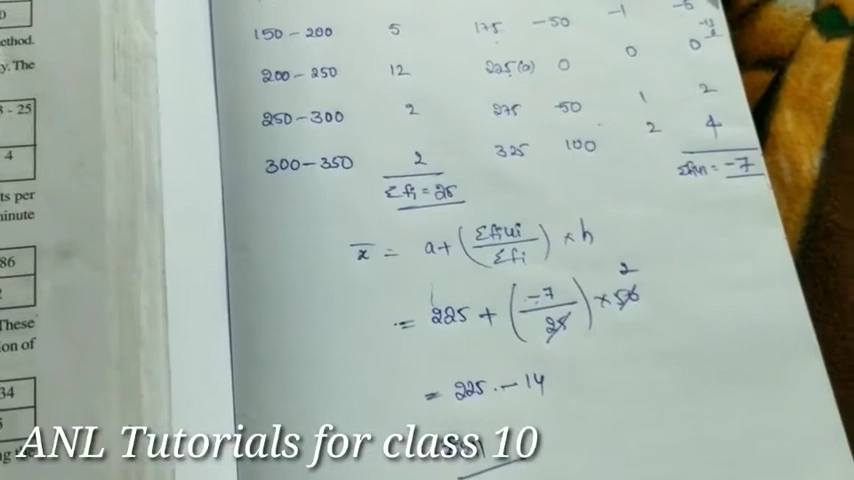 150-200 5 175 -50 -1 -5
200-250 12 225(a) 0 0 0
250-300 2 275 50 1 2
300-350 2 325 100 2 4
Σfi = 25 Σfiui = -7
x̄ = a+(Σfiui/Σfi)×h
= 225 + (-7/25)×50 2
= 225 - 14
ethod.
y. The
- 25
4
ts per
minute
86
These
ion of
34
ANL Tutorials for class 10